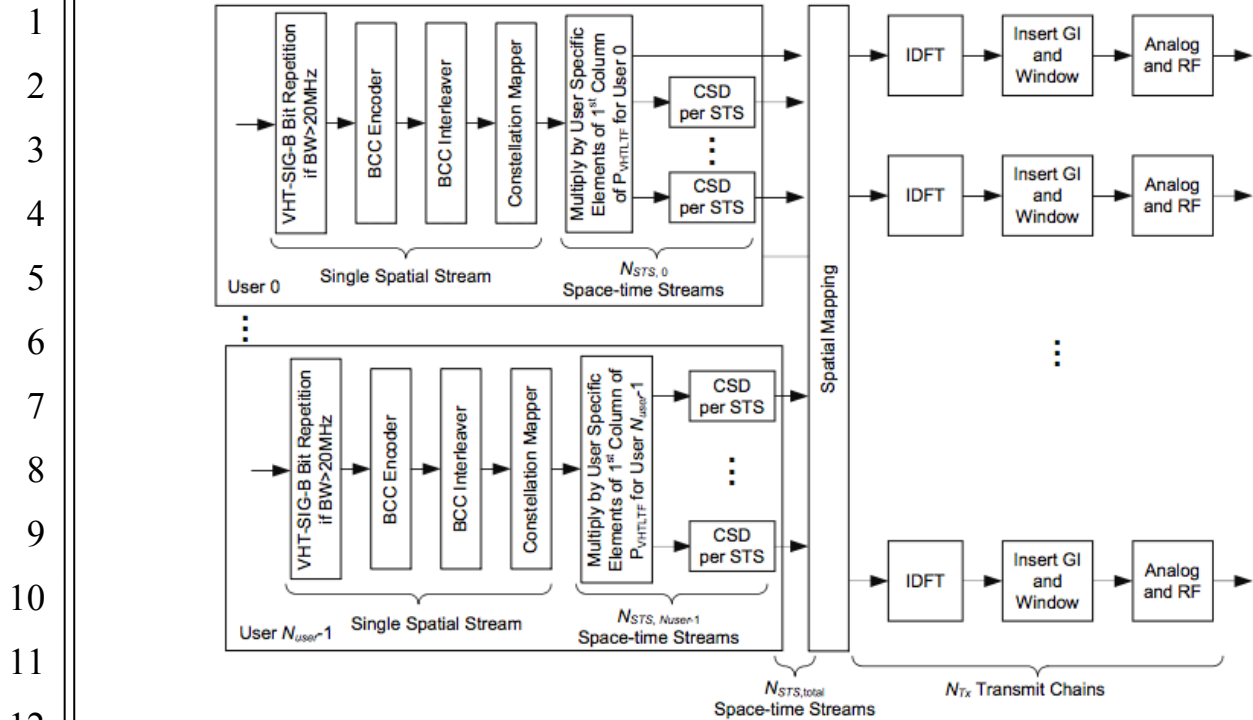 1
2
3
4
5
6
7
8
9
10
11
VHT-SIG-B Bit Repetition
if BW>20MHz
BCC Encoder
BCC Interleaver
Constellation Mapper
Multiply by User Specific
Elements of 1st Column
of PVHTLTF for User 0
CSD
per STS
CSD
per STS
Single Spatial Stream
NSTS, 0
Space-time Streams
User 0
VHT-SIG-B Bit Repetition
if BW>20MHz
BCC Encoder
BCC Interleaver
Constellation Mapper
Multiply by User Specific
Elements of 1st Column of
PVHTLTF for User Nuser-1
CSD
per STS
CSD
per STS
Single Spatial Stream
NSTS, Nuser-1
Space-time Streams
User Nuser-1
Spatial Mapping
IDFT
Insert GI
and
Window
Analog
and RF
IDFT
Insert GI
and
Window
Analog
and RF
IDFT
Insert GI
and
Window
Analog
and RF
NSTS,total
Space-time Streams
NTx Transmit Chains